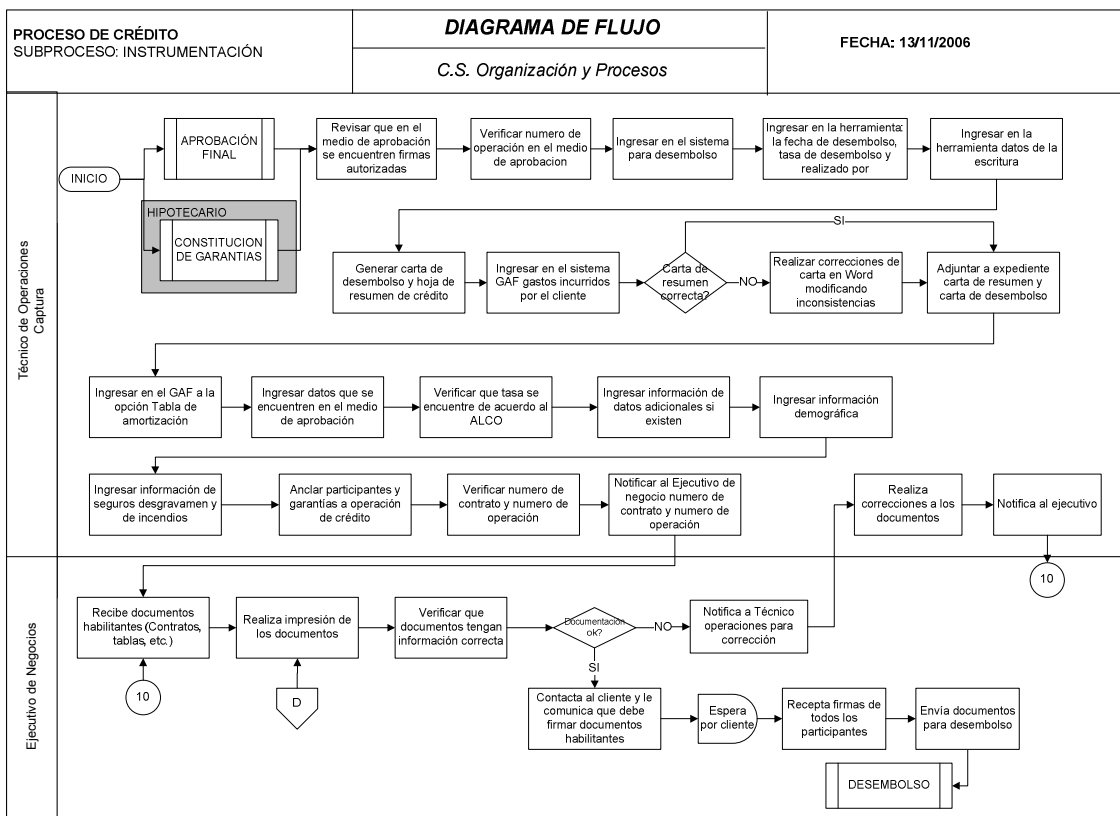 PROCESO DE CRÉDITO
SUBPROCESO: INSTRUMENTACIÓN
DIAGRAMA DE FLUJO
C.S. Organización y Procesos
FECHA: 13/11/2006
Técnico de Operaciones
Captura
INICIO
APROBACIÓN
FINAL
HIPOTECARIO
CONSTITUCION
DE GARANTIAS
Revisar que en el
medio de aprobación
se encuentren firmas
autorizadas
Verificar numero de
operación en el medio
de aprobacion
Ingresar en el sistema
para desembolso
Ingresar en la herramienta:
la fecha de desembolso,
tasa de desembolso y
realizado por
Ingresar en la
herramienta datos de la
escritura
Generar carta de
desembolso y hoja de
resumen de crédito
Ingresar en el sistema
GAF gastos incurridos
por el cliente
Carta de
resumen
correcta?
SI
NO
Realizar correcciones de
carta en Word
modificando
inconsistencias
Adjuntar a expediente
carta de resumen y
carta de desembolso
Ingresar en el GAF a la
opción Tabla de
amortización
Ingresar datos que se
encuentren en el medio
de aprobación
Verificar que tasa se
encuentre de acuerdo al
ALCO
Ingresar información de
datos adicionales si
existen
Ingresar información
demográfica
Ingresar información de
seguros desgravamen y
de incendios
Anclar participantes y
garantías a operación
de crédito
Verificar numero de
contrato y numero de
operación
Notificar al Ejecutivo de
negocio numero de
contrato y numero de
operación
Realiza
correcciones a los
documentos
Notifica al ejecutivo
10
Ejecutivo de Negocios
Recibe documentos
habilitantes (Contratos,
tablas, etc.)
10
Realiza impresión de
los documentos
D
Verificar que
documentos tengan
información correcta
Documentación
ok?
NO
SI
Notifica a Técnico
operaciones para
corrección
Contacta al cliente y le
comunica que debe
firmar documentos
habilitantes
Espera
por cliente
Recepta firmas de
todos los
participantes
Envía documentos
para desembolso
DESEMBOLSO